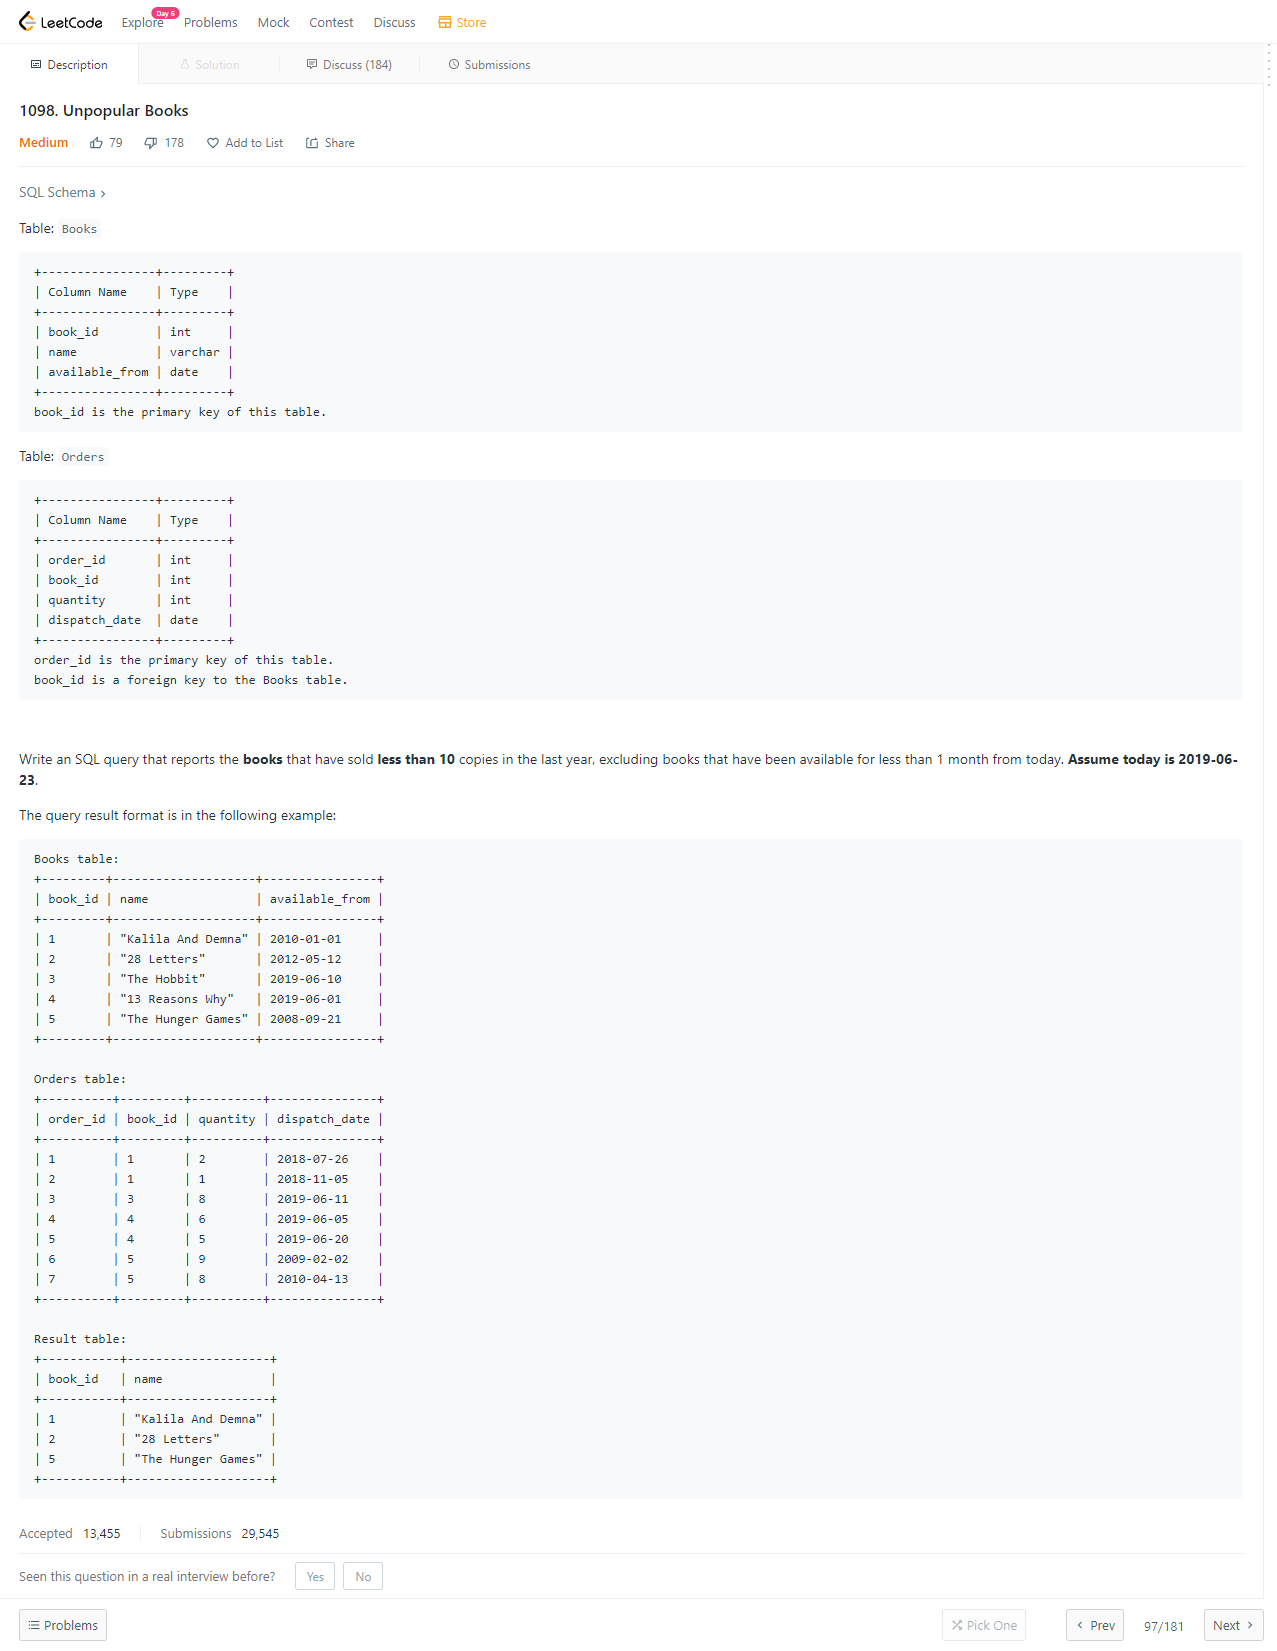 LeetCode Explore Day 6 Problems Mock Contest Discuss Store
Description Solution Discuss (184) Submissions
1098. Unpopular Books
Medium 79 178 Add to List Share
SQL Schema >
Table: Books
+----------------+---------+
| Column Name    | Type    |
+----------------+---------+
| book_id        | int     |
| name           | varchar |
| available_from | date    |
+----------------+---------+
book_id is the primary key of this table.
Table: Orders
+----------------+---------+
| Column Name    | Type    |
+----------------+---------+
| order_id       | int     |
| book_id        | int     |
| quantity       | int     |
| dispatch_date  | date    |
+----------------+---------+
order_id is the primary key of this table.
book_id is a foreign key to the Books table.
Write an SQL query that reports the books that have sold less than 10 copies in the last year, excluding books that have been available for less than 1 month from today. Assume today is 2019-06-
23.
The query result format is in the following example:
Books table:
+---------+--------------------+----------------+
| book_id | name               | available_from |
+---------+--------------------+----------------+
| 1       | "Kalila And Demna" | 2010-01-01     |
| 2       | "28 Letters"       | 2012-05-12     |
| 3       | "The Hobbit"       | 2019-06-10     |
| 4       | "13 Reasons Why"   | 2019-06-01     |
| 5       | "The Hunger Games" | 2008-09-21     |
+---------+--------------------+----------------+
Orders table:
+----------+---------+----------+---------------+
| order_id | book_id | quantity | dispatch_date |
+----------+---------+----------+---------------+
| 1        | 1       | 2        | 2018-07-26    |
| 2        | 1       | 1        | 2018-11-05    |
| 3        | 3       | 8        | 2019-06-11    |
| 4        | 4       | 6        | 2019-06-05    |
| 5        | 4       | 5        | 2019-06-20    |
| 6        | 5       | 9        | 2009-02-02    |
| 7        | 5       | 8        | 2010-04-13    |
+----------+---------+----------+---------------+
Result table:
+-----------+--------------------+
| book_id   | name               |
+-----------+--------------------+
| 1         | "Kalila And Demna" |
| 2         | "28 Letters"       |
| 5         | "The Hunger Games" |
+-----------+--------------------+
Accepted 13,455 Submissions 29,545
Seen this question in a real interview before? Yes No
Problems Pick One < Prev 97/181 Next >